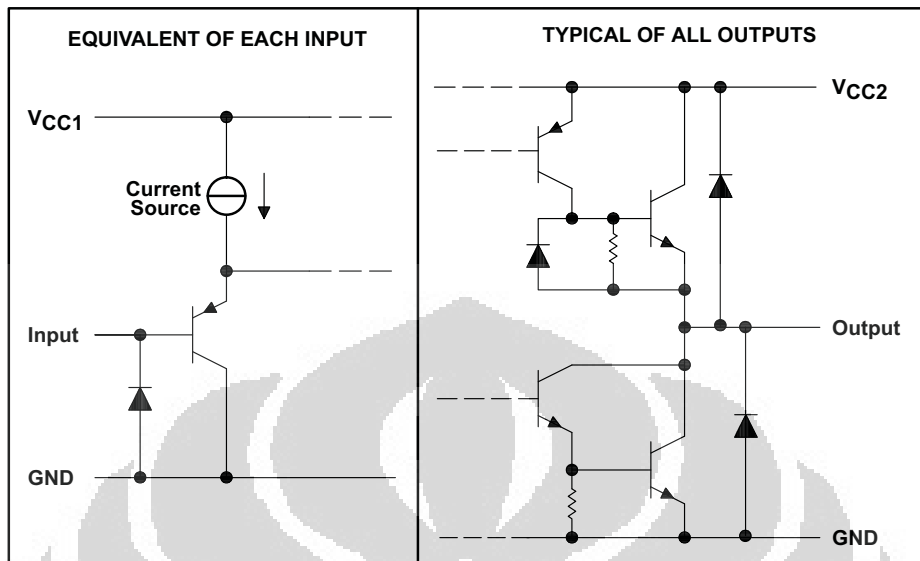 EQUIVALENT OF EACH INPUT
VCC1
Current
Source
Input
GND
TYPICAL OF ALL OUTPUTS
VCC2
Output
GND